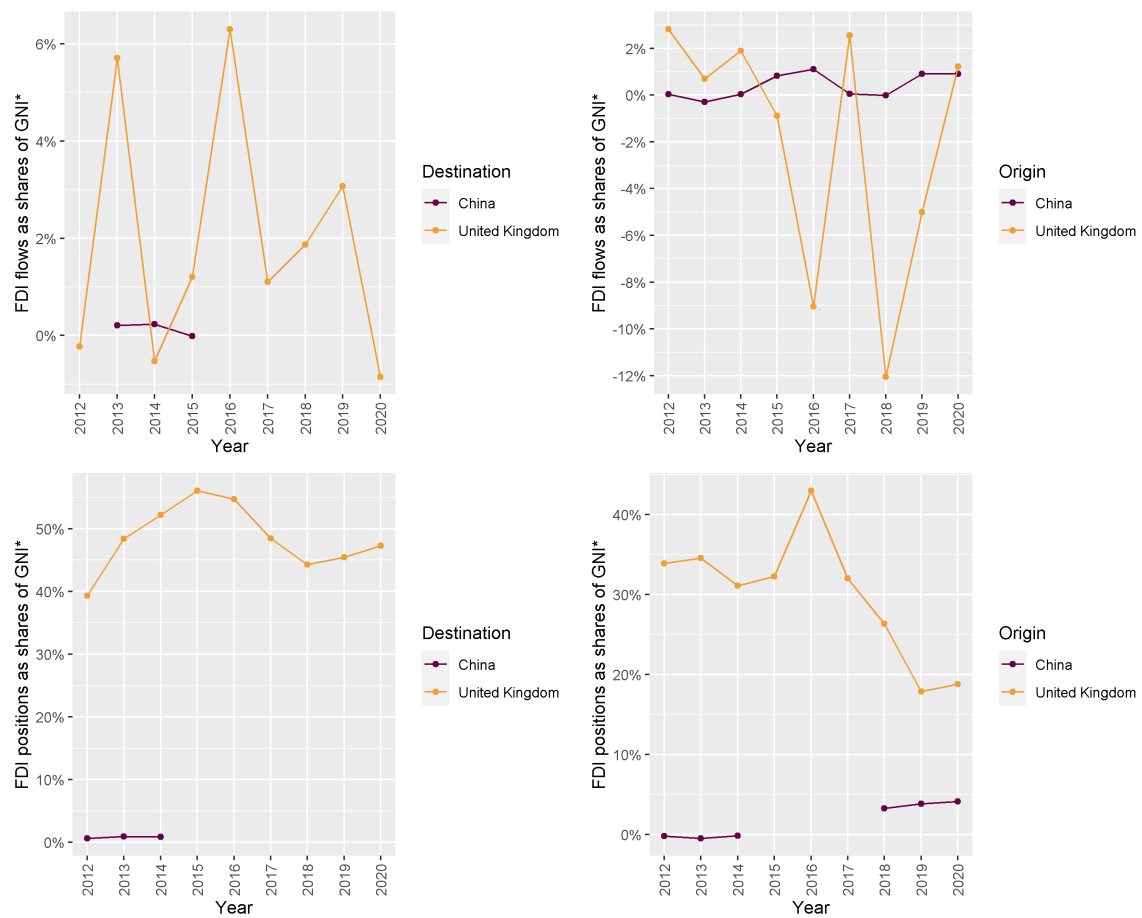 FDI flows as shares of GNI*
6%
4%
2%
0%
2012
2013
2014
2015
2016
2017
2018
2019
2020
Year
Destination
China
United Kingdom
FDI flows as shares of GNI*
2%
0%
-2%
-4%
-6%
-8%
-10%
-12%
2012
2013
2014
2015
2016
2017
2018
2019
2020
Year
Origin
China
United Kingdom
FDI positions as shares of GNI*
50%
40%
30%
20%
10%
0%
2012
2013
2014
2015
2016
2017
2018
2019
2020
Year
Destination
China
United Kingdom
FDI positions as shares of GNI*
40%
30%
20%
10%
0%
2012
2013
2014
2015
2016
2017
2018
2019
2020
Year
Origin
China
United Kingdom